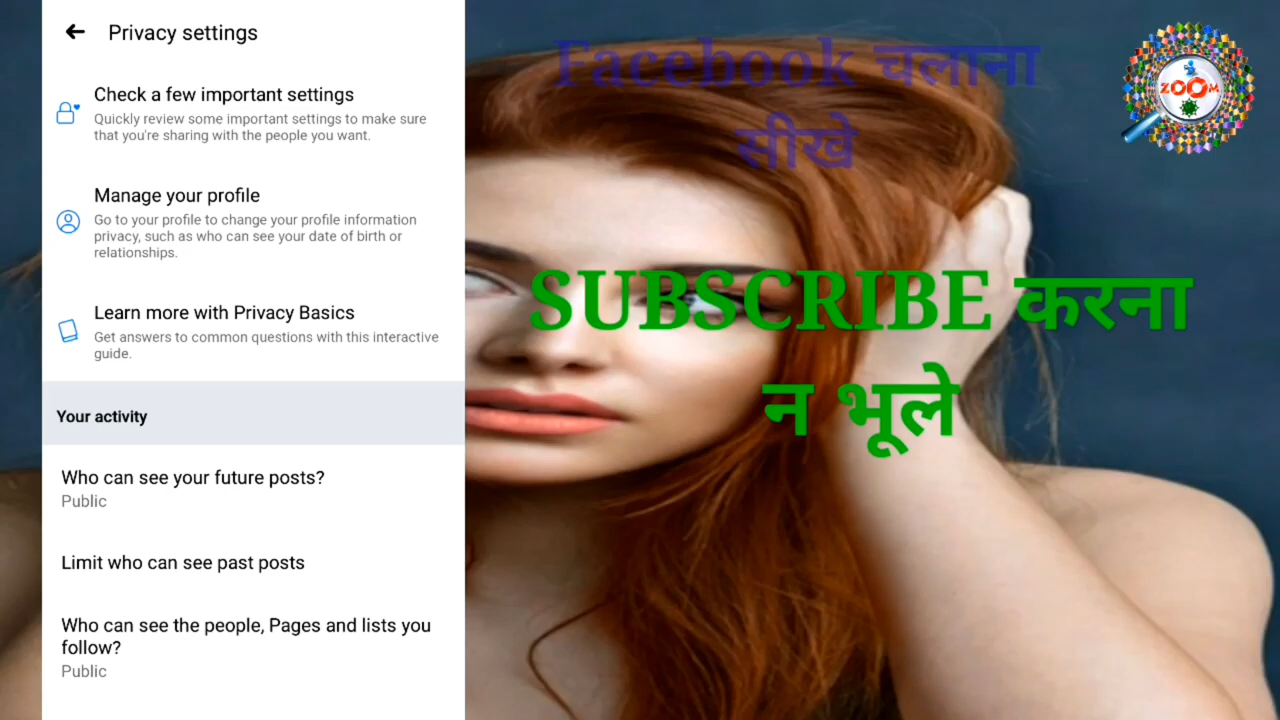 Privacy settings
Check a few important settings
Quickly review some important settings to make sure
that you're sharing with the people you want.
Manage your profile
Go to your profile to change your profile information
privacy, such as who can see your date of birth or
relationships.
Learn more with Privacy Basics
Get answers to common questions with this interactive
guide.
Your activity
Who can see your future posts?
Public
Limit who can see past posts
Who can see the people, Pages and lists you
follow?
Public
Facebook चलाना
सीखे
SUBSCRIBE करना
न भूले
ZOOM